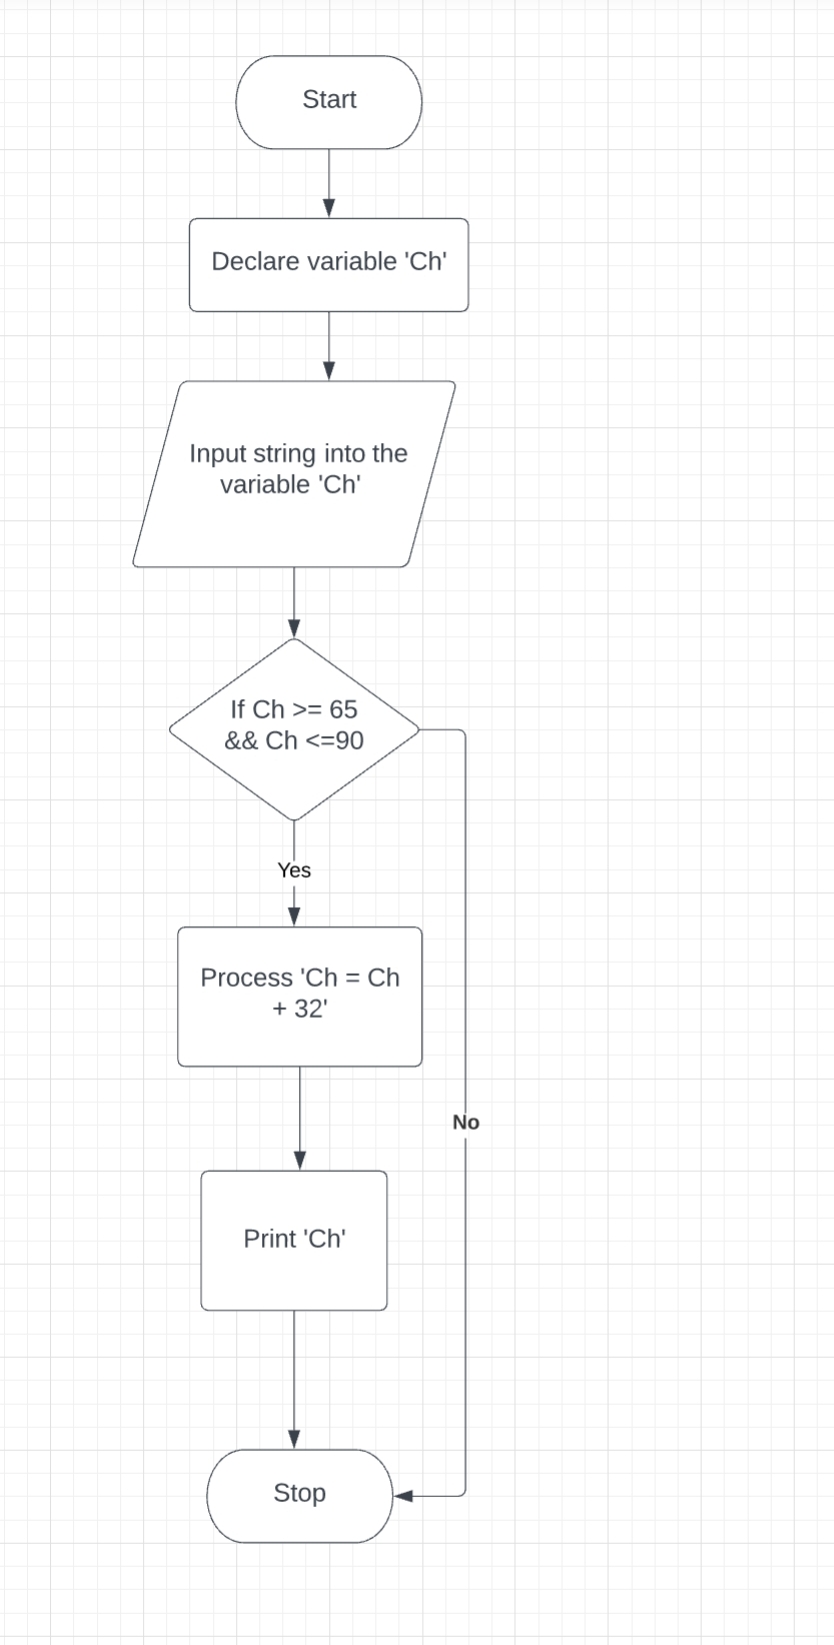 Start
Declare variable 'Ch'
Input string into the
variable 'Ch'
If Ch >= 65
&& Ch <=90
Yes
Process 'Ch = Ch
+ 32'
No
Print 'Ch'
Stop